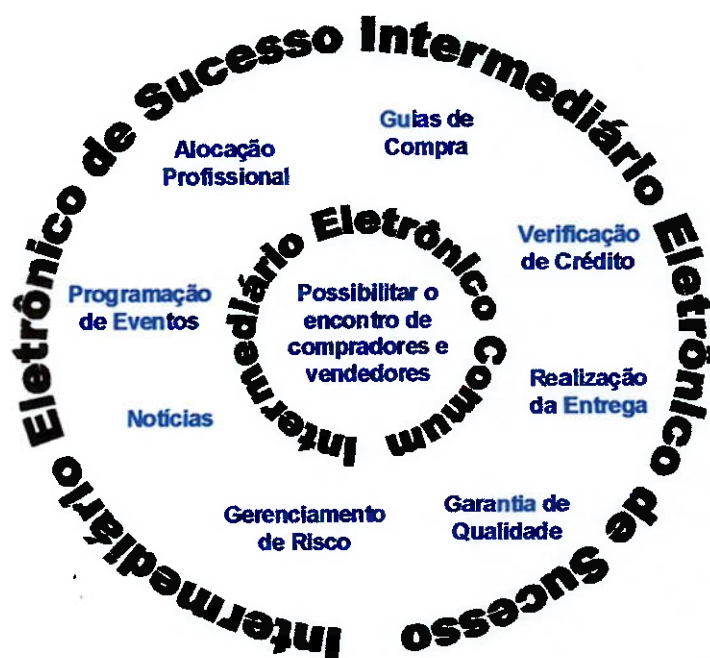 Intermediário Eletrônico de Sucesso Intermediário Eletrônico de Sucesso
Guias de
Compra
Alocação
Profissional
Verificação
de Crédito
Programação
de Eventos
Intermediário Eletrônico Comum
Possibilitar o
encontro de
compradores e
vendedores
Realização
da Entrega
Notícias
Gerenciamento
de Risco
Garantia de
Qualidade